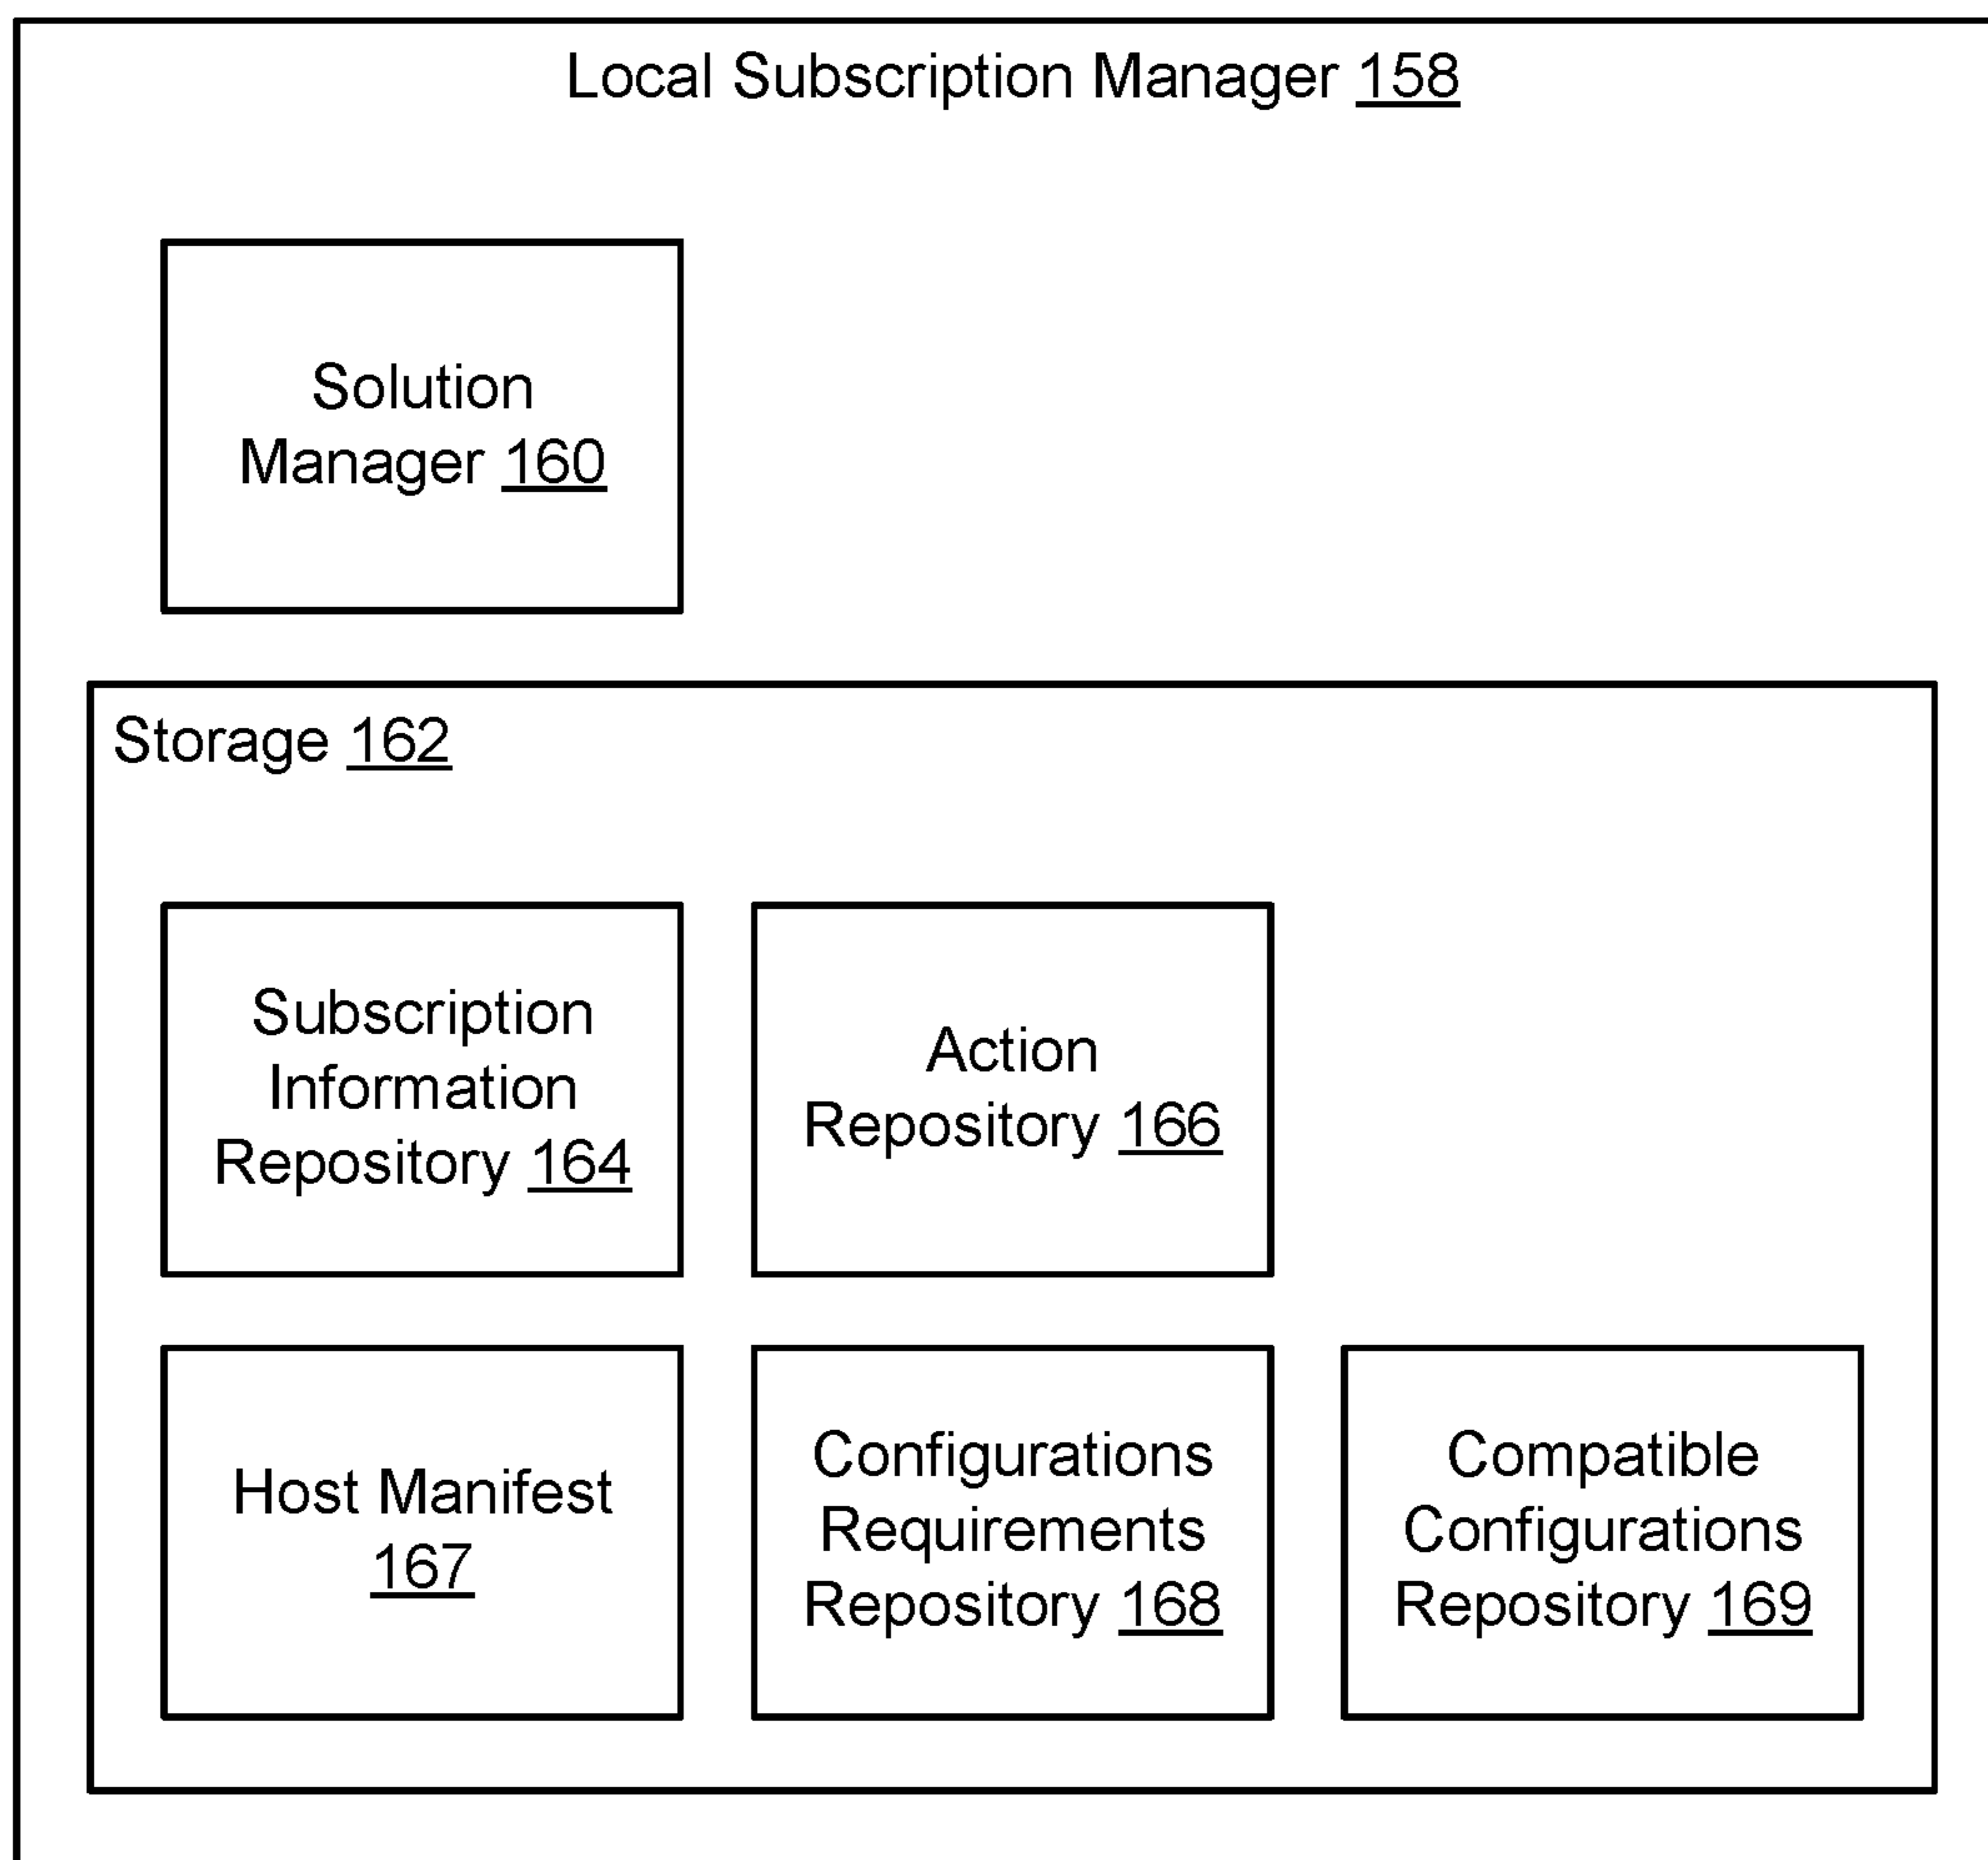 Local Subscription Manager 158
Solution
Manager 160
Storage 162
Subscription
Information
Repository 164
Action
Repository 166
Host Manifest
167
Configurations
Requirements
Repository 168
Compatible
Configurations
Repository 169